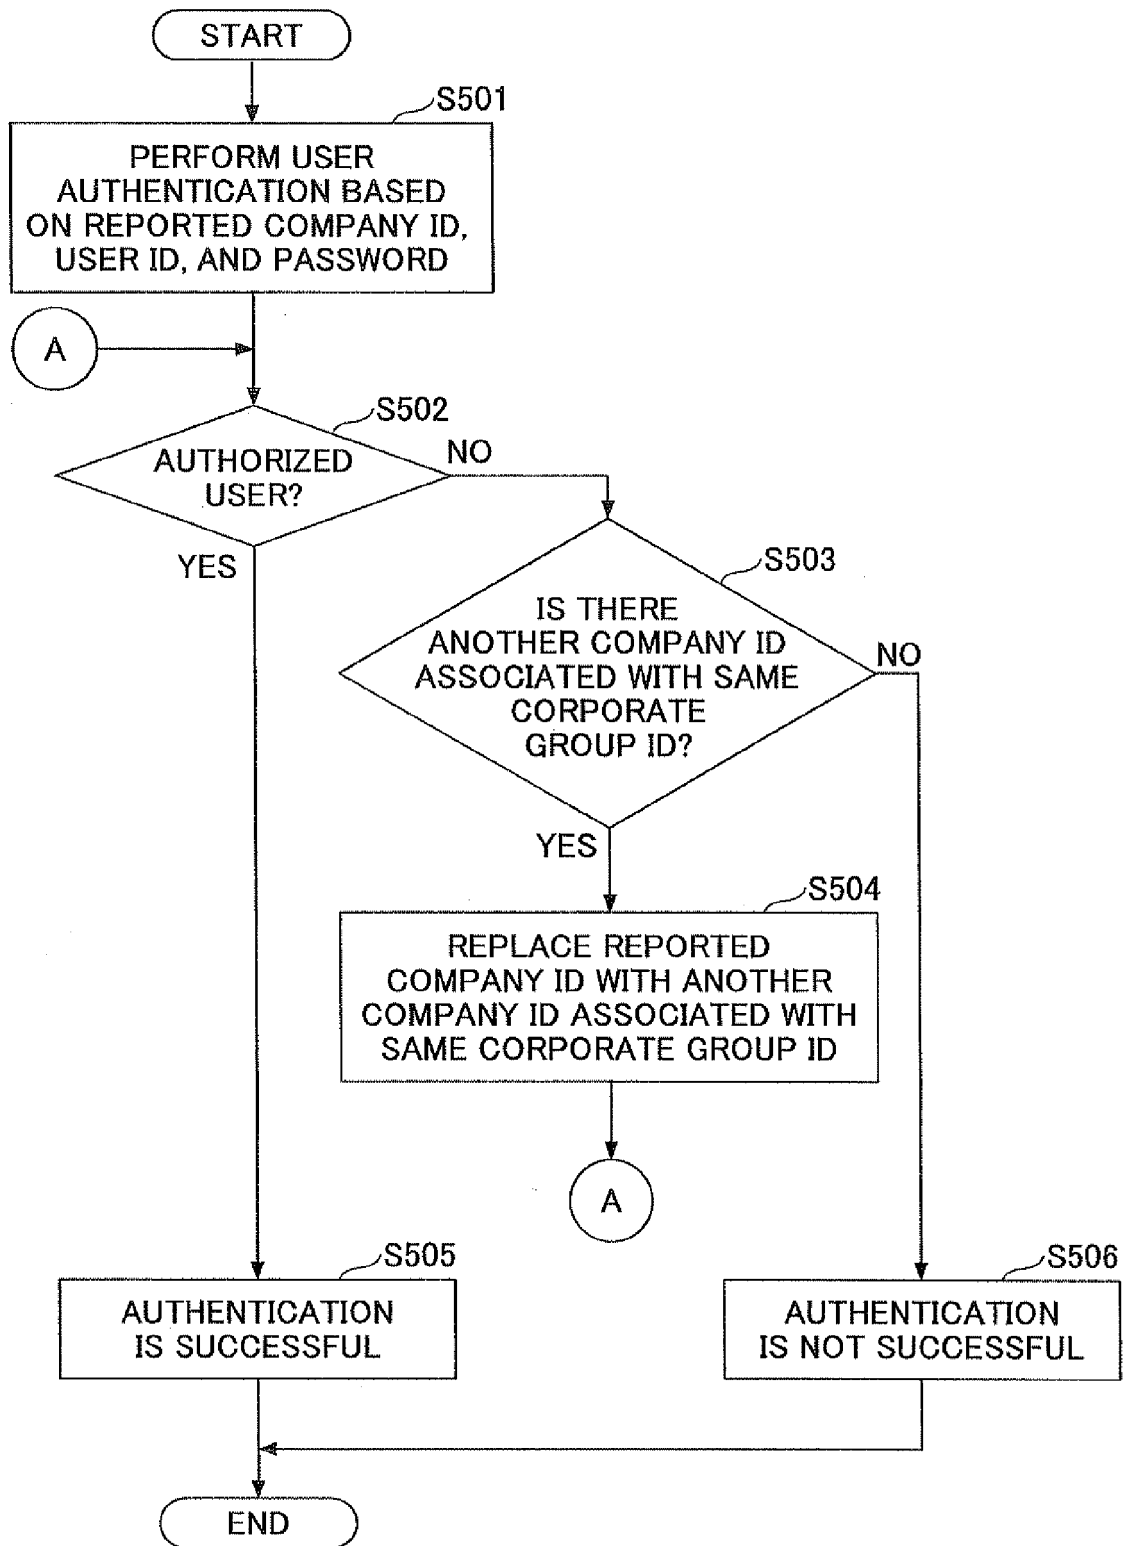 START
S501
PERFORM USER
AUTHENTICATION BASED
ON REPORTED COMPANY ID,
USER ID, AND PASSWORD
A
S502
AUTHORIZED
USER?
NO
YES
S503
IS THERE
ANOTHER COMPANY ID
ASSOCIATED WITH SAME
CORPORATE
GROUP ID?
NO
YES
S504
REPLACE REPORTED
COMPANY ID WITH ANOTHER
COMPANY ID ASSOCIATED WITH
SAME CORPORATE GROUP ID
A
S505
AUTHENTICATION
IS SUCCESSFUL
S506
AUTHENTICATION
IS NOT SUCCESSFUL
END